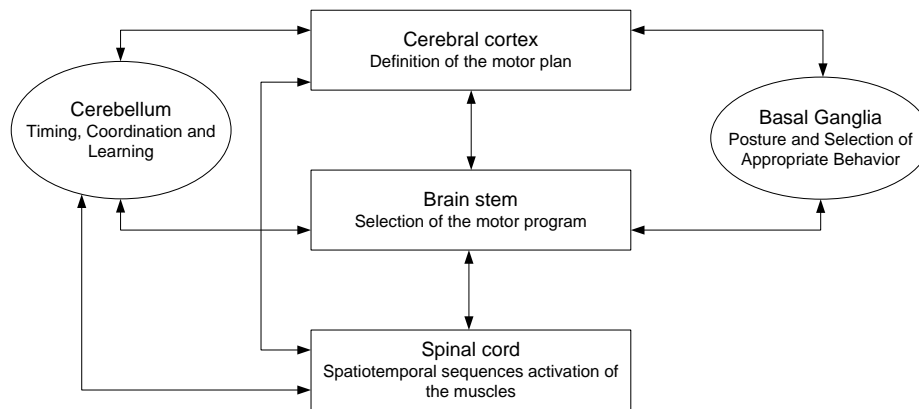 Cerebral cortex
Definition of the motor plan
Cerebellum
Timing, Coordination and
Learning
Basal Ganglia
Posture and Selection of
Appropriate Behavior
Brain stem
Selection of the motor program
Spinal cord
Spatiotemporal sequences activation of
the muscles